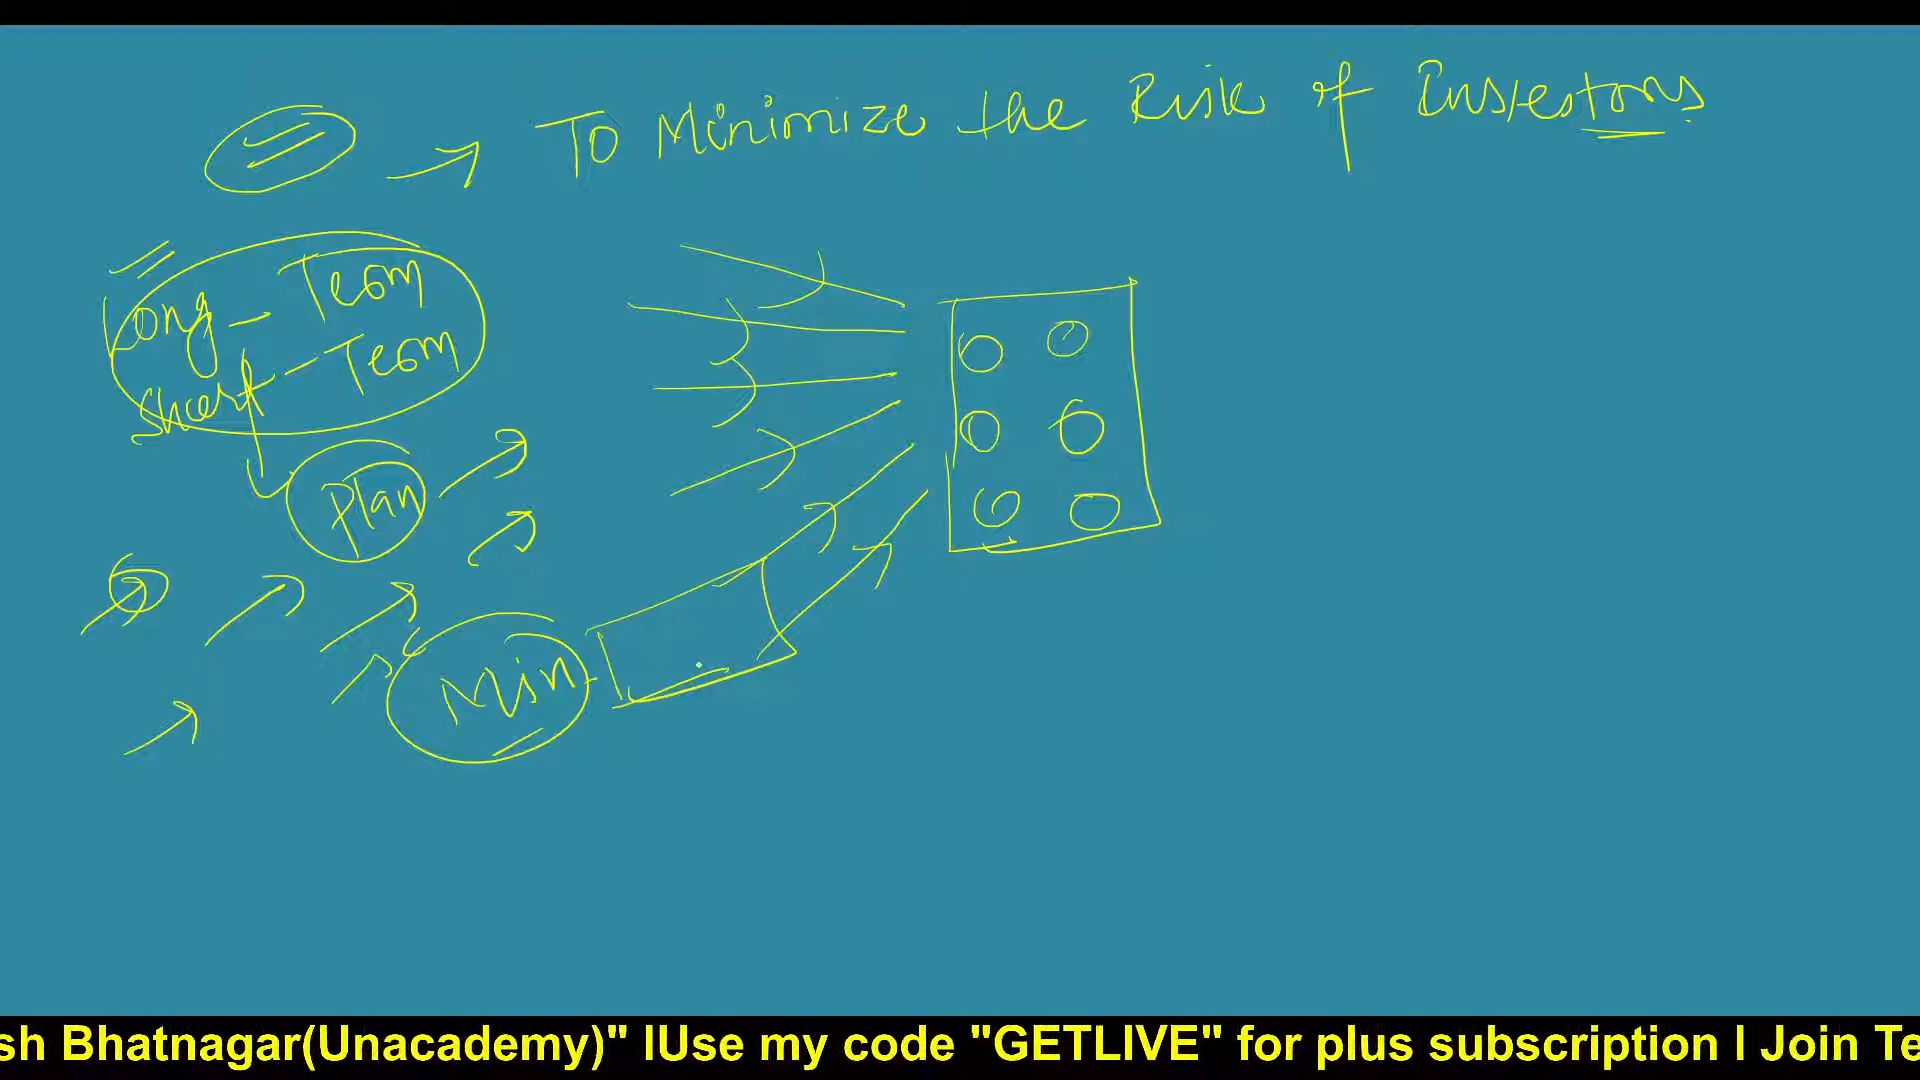 To Minimize the Risk of Investors
Long-Term
Short-Term
Plan
Min
sh Bhatnagar(Unacademy)" lUse my code "GETLIVE" for plus subscription l Join Te